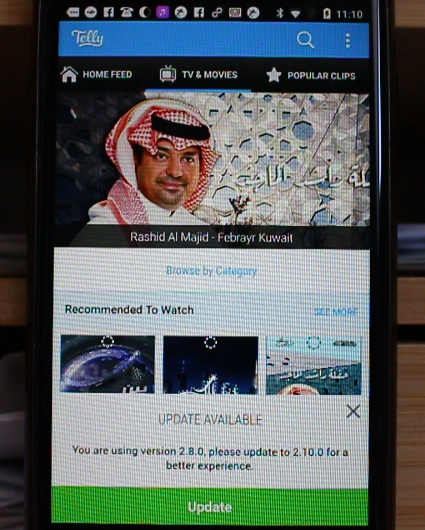 11:10
Telly
HOME FEED TV & MOVIES POPULAR CLIPS
Rashid Al Majid - Febrayr Kuwait
Browse by Category
Recommended To Watch SEE MORE
UPDATE AVAILABLE
You are using version 2.8.0, please update to 2.10.0 for a
better experience.
Update